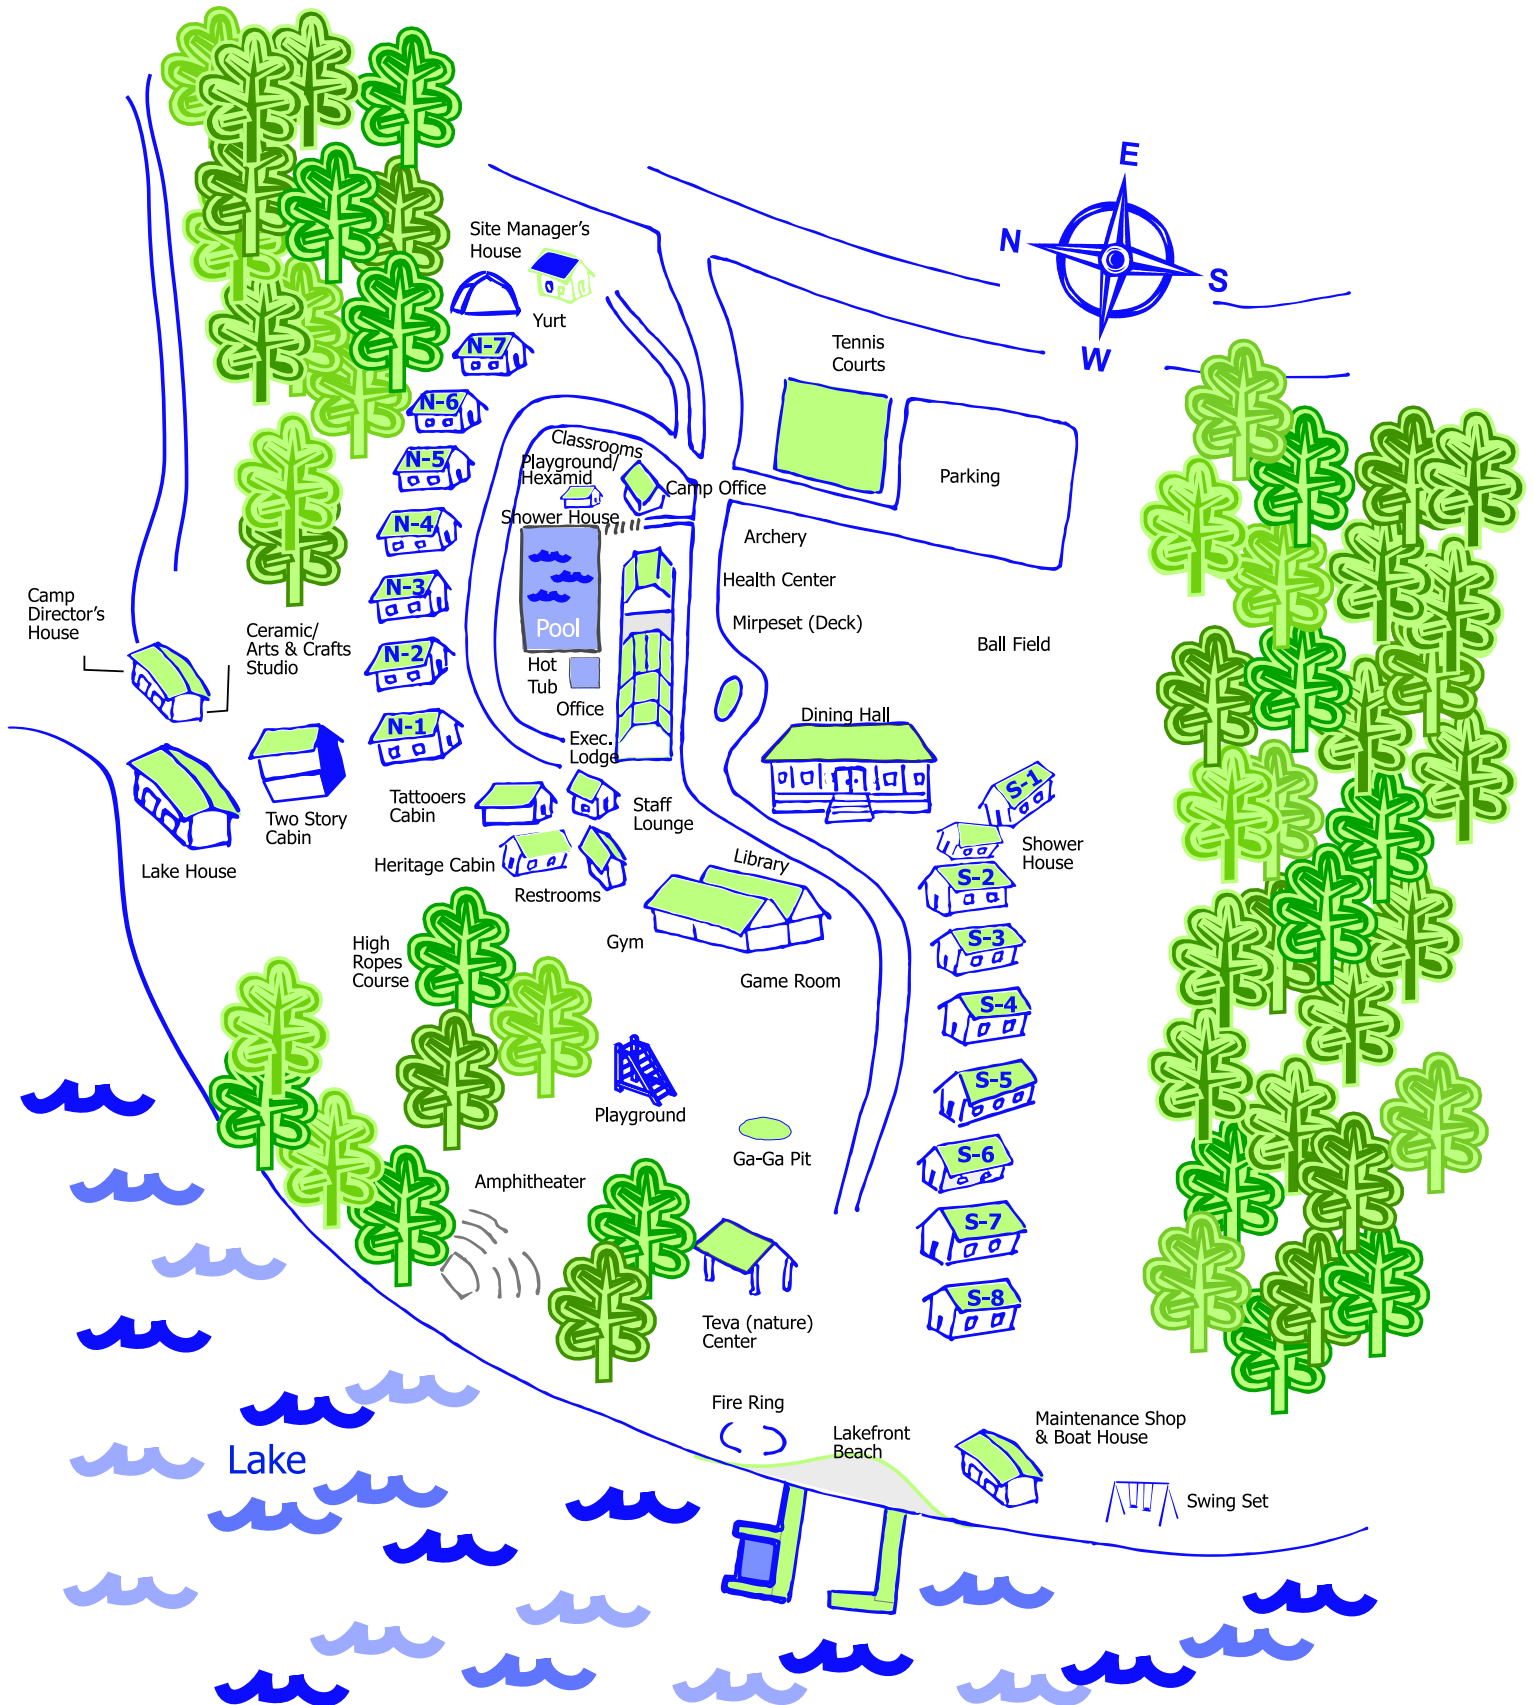 E
N
S
W
Site Manager's
House
Yurt
N-7
N-6
N-5
N-4
N-3
N-2
N-1
Tennis
Courts
Parking
Classrooms
Playground/
Hexamid
Camp Office
Shower House
Archery
Health Center
Mirpeset (Deck)
Ball Field
Pool
Hot
Tub
Office
Exec.
Lodge
Camp
Director's
House
Ceramic/
Arts & Crafts
Studio
Dining Hall
Lake House
Two Story
Cabin
Tattooers
Cabin
Staff
Lounge
Heritage Cabin
Restrooms
Library
Gym
Game Room
S-1
Shower
House
S-2
S-3
S-4
S-5
S-6
S-7
S-8
High
Ropes
Course
Playground
Ga-Ga Pit
Amphitheater
Teva (nature)
Center
Fire Ring
Lakefront
Beach
Maintenance Shop
& Boat House
Swing Set
Lake